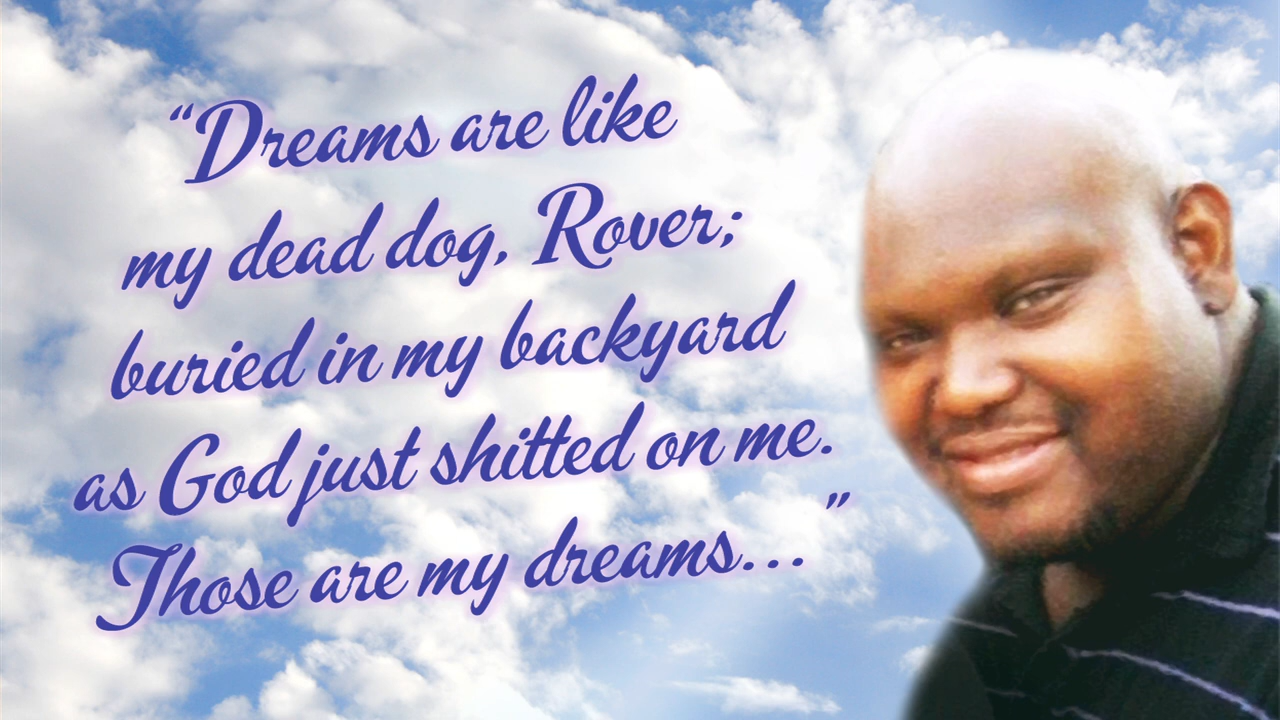 “Dreams are like
my dead dog, Rover;
buried in my backyard
as God just shitted on me.
Those are my dreams...”